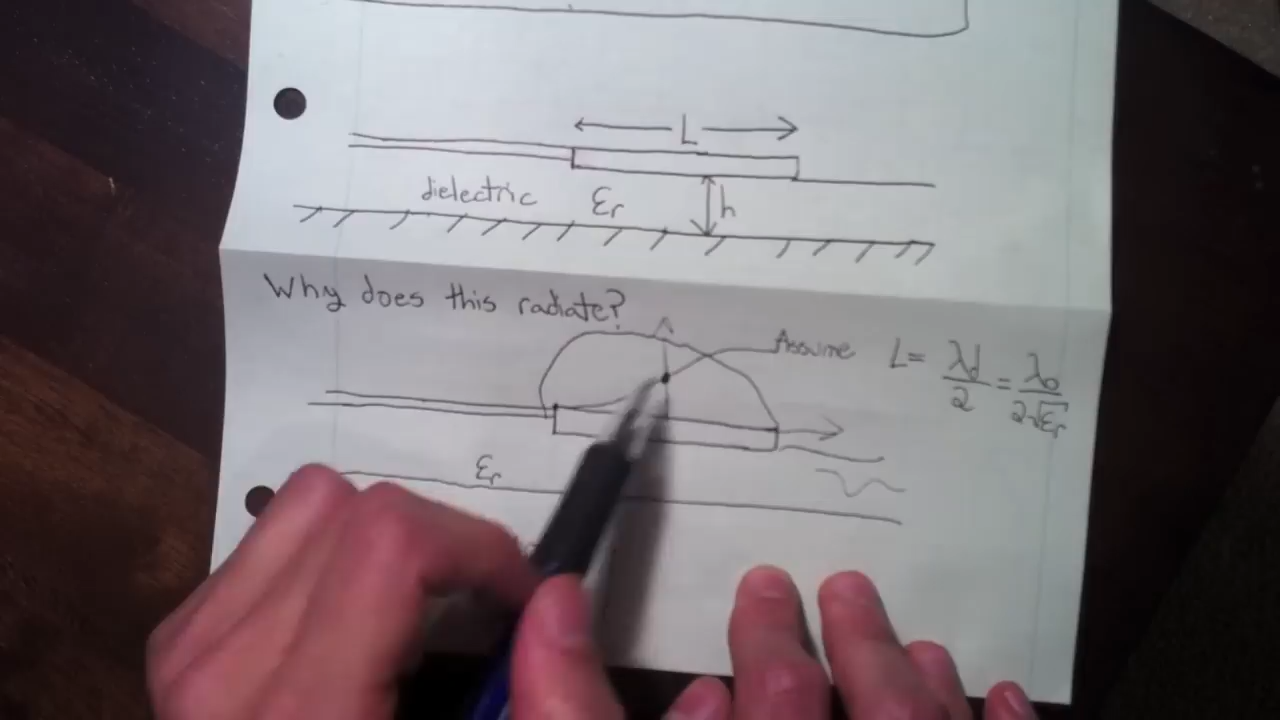 L
dielectric εr
h
Why does this radiate?
Assume L = λd/2 = λ0/2√εr
εr